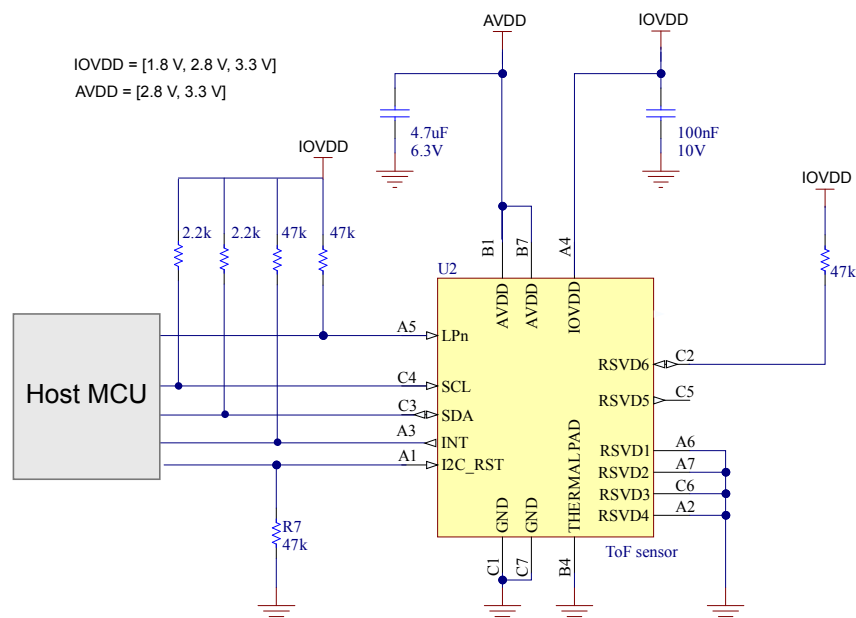 AVDD
IOVDD
IOVDD = [1.8 V, 2.8 V, 3.3 V]
AVDD = [2.8 V, 3.3 V]
4.7uF
6.3V
100nF
10V
IOVDD
IOVDD
2.2k
2.2k
47k
47k
47k
B1
B7
A4
U2
AVDD
AVDD
IOVDD
Host MCU
A5
LPn
C4
SCL
C3
SDA
A3
INT
A1
I2C_RST
RSVD6
C2
RSVD5
C5
RSVD1
A6
RSVD2
A7
RSVD3
C6
RSVD4
A2
GND
GND
THERMALPAD
R7
47k
C1
C7
B4
ToF sensor